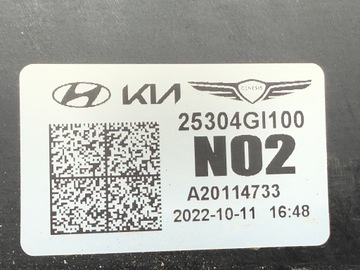 KIA GENESIS
25304GI100
N02
A20114733
2022-10-11 16:48